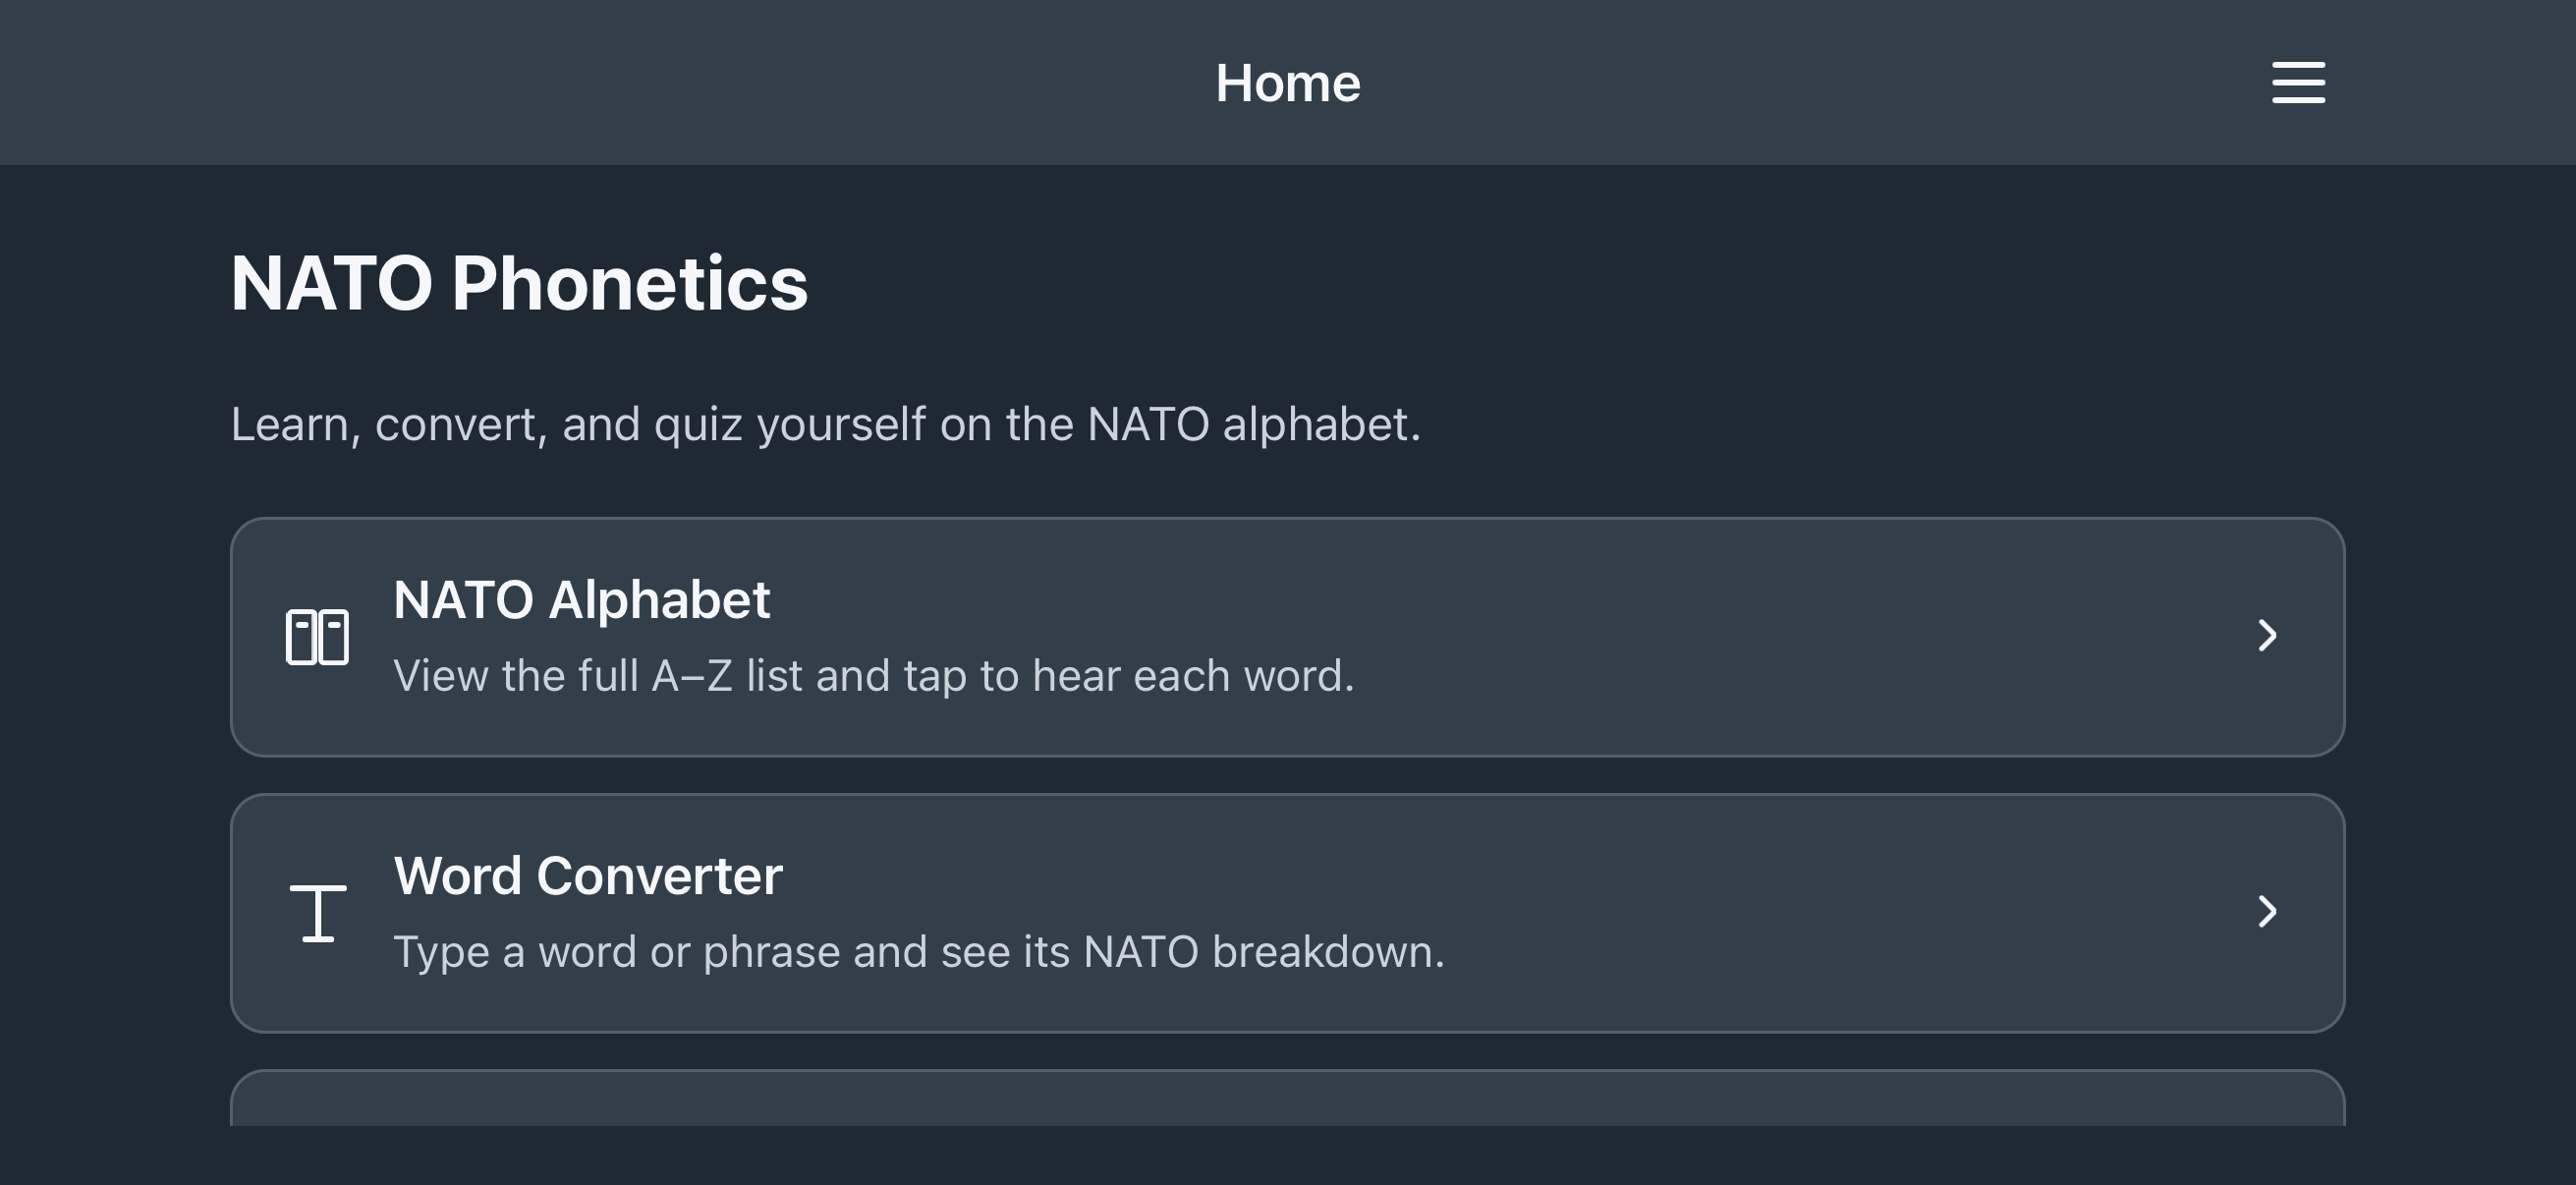 Home
NATO Phonetics
Learn, convert, and quiz yourself on the NATO alphabet.
NATO Alphabet
View the full A–Z list and tap to hear each word.
Word Converter
Type a word or phrase and see its NATO breakdown.